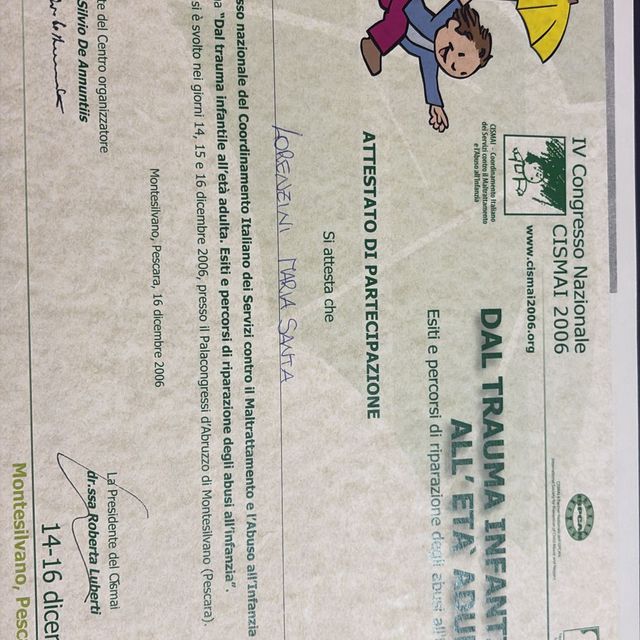 IV Congresso Nazionale
CISMAI 2006
www.cismai2006.org
CISMAI - Coordinamento Italiano
dei Servizi contro il Maltrattamento
e l'Abuso all'Infanzia
DAL TRAUMA INFANT
ALL'ETÀ ADU
Esiti e percorsi di riparazione degli abusi all'
ATTESTATO DI PARTECIPAZIONE
Si attesta che
LORENZINI MARIA SANTA
sso nazionale del Coordinamento Italiano dei Servizi contro il Maltrattamento e l'Abuso all'Infanzia
a "Dal trauma infantile all'età adulta. Esiti e percorsi di riparazione degli abusi all'infanzia".
si è svolto nei giorni 14, 15 e 16 dicembre 2006, presso il Palacongressi d'Abruzzo di Montesilvano (Pescara).
Montesilvano, Pescara, 16 dicembre 2006
te del Centro organizzatore
Silvio De Annuntiis
La Presidente del Cismai
dr.ssa Roberta Luberti
14-16 dicem
Montesilvano, Pesc